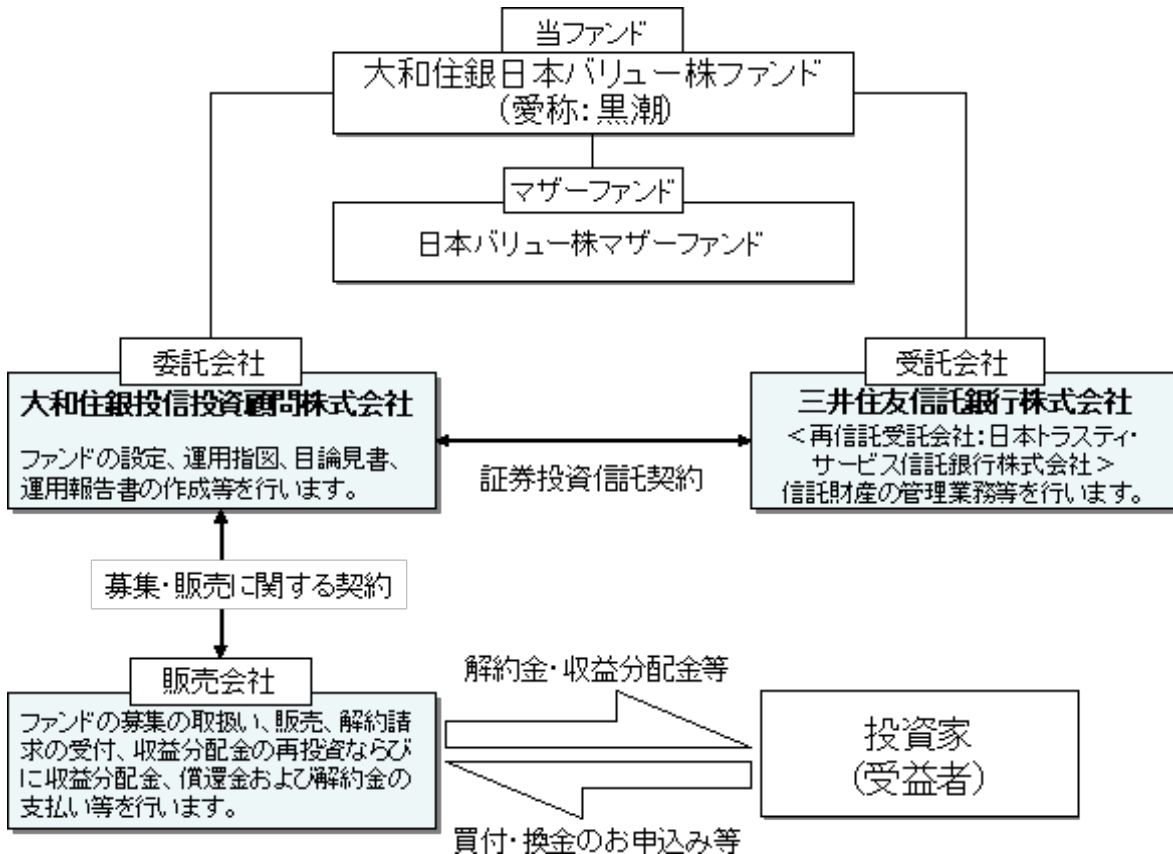 当ファンド
大和住銀日本バリュー株ファンド
(愛称:黒潮)
マザーファンド
日本バリュー株マザーファンド
委託会社
大和住銀投信投資顧問株式会社
ファンドの設定、運用指図、目論見書、
運用報告書の作成等を行います。
受託会社
三井住友信託銀行株式会社
<再信託受託会社:日本トラスティ・
サービス信託銀行株式会社>
信託財産の管理業務等を行います。
証券投資信託契約
募集・販売に関する契約
販売会社
ファンドの募集の取扱い、販売、解約請
求の受付、収益分配金の再投資ならび
に収益分配金、償還金および解約金の
支払い等を行います。
解約金・収益分配金等
買付・換金のお申込み等
投資家
(受益者)